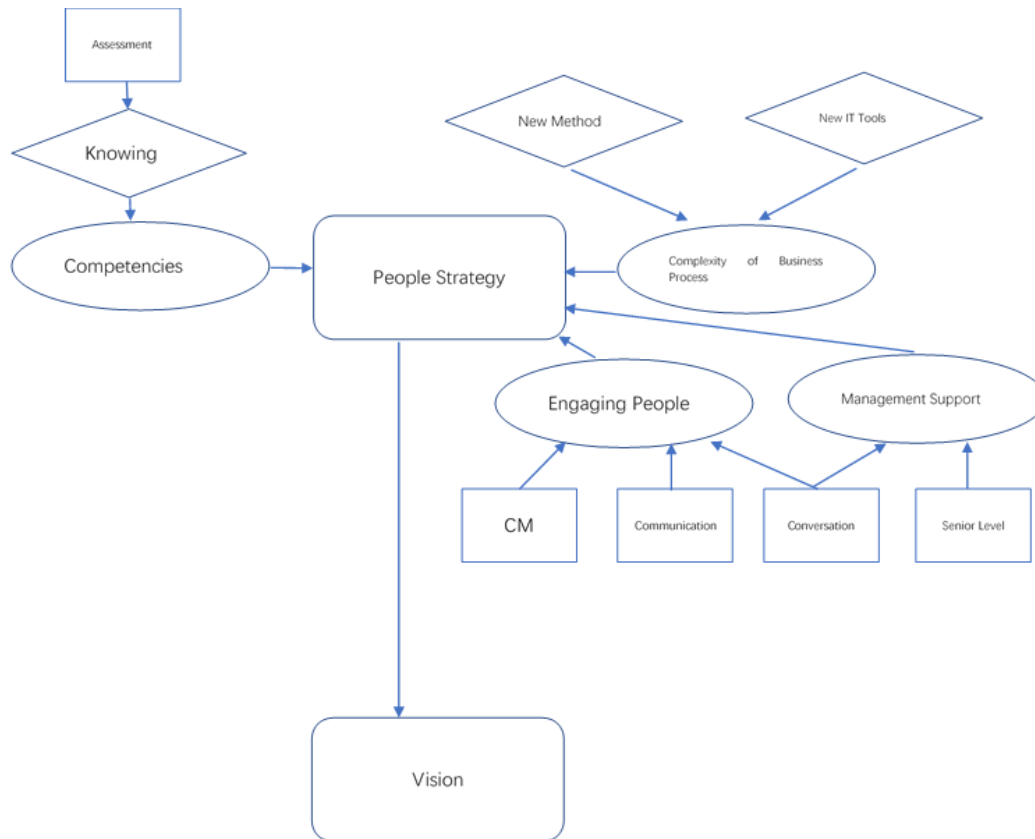 Assessment
New Method
New IT Tools
Knowing
Competencies
People Strategy
Complexity of Business
Process
Engaging People
Management Support
CM
Communication
Conversation
Senior Level
Vision